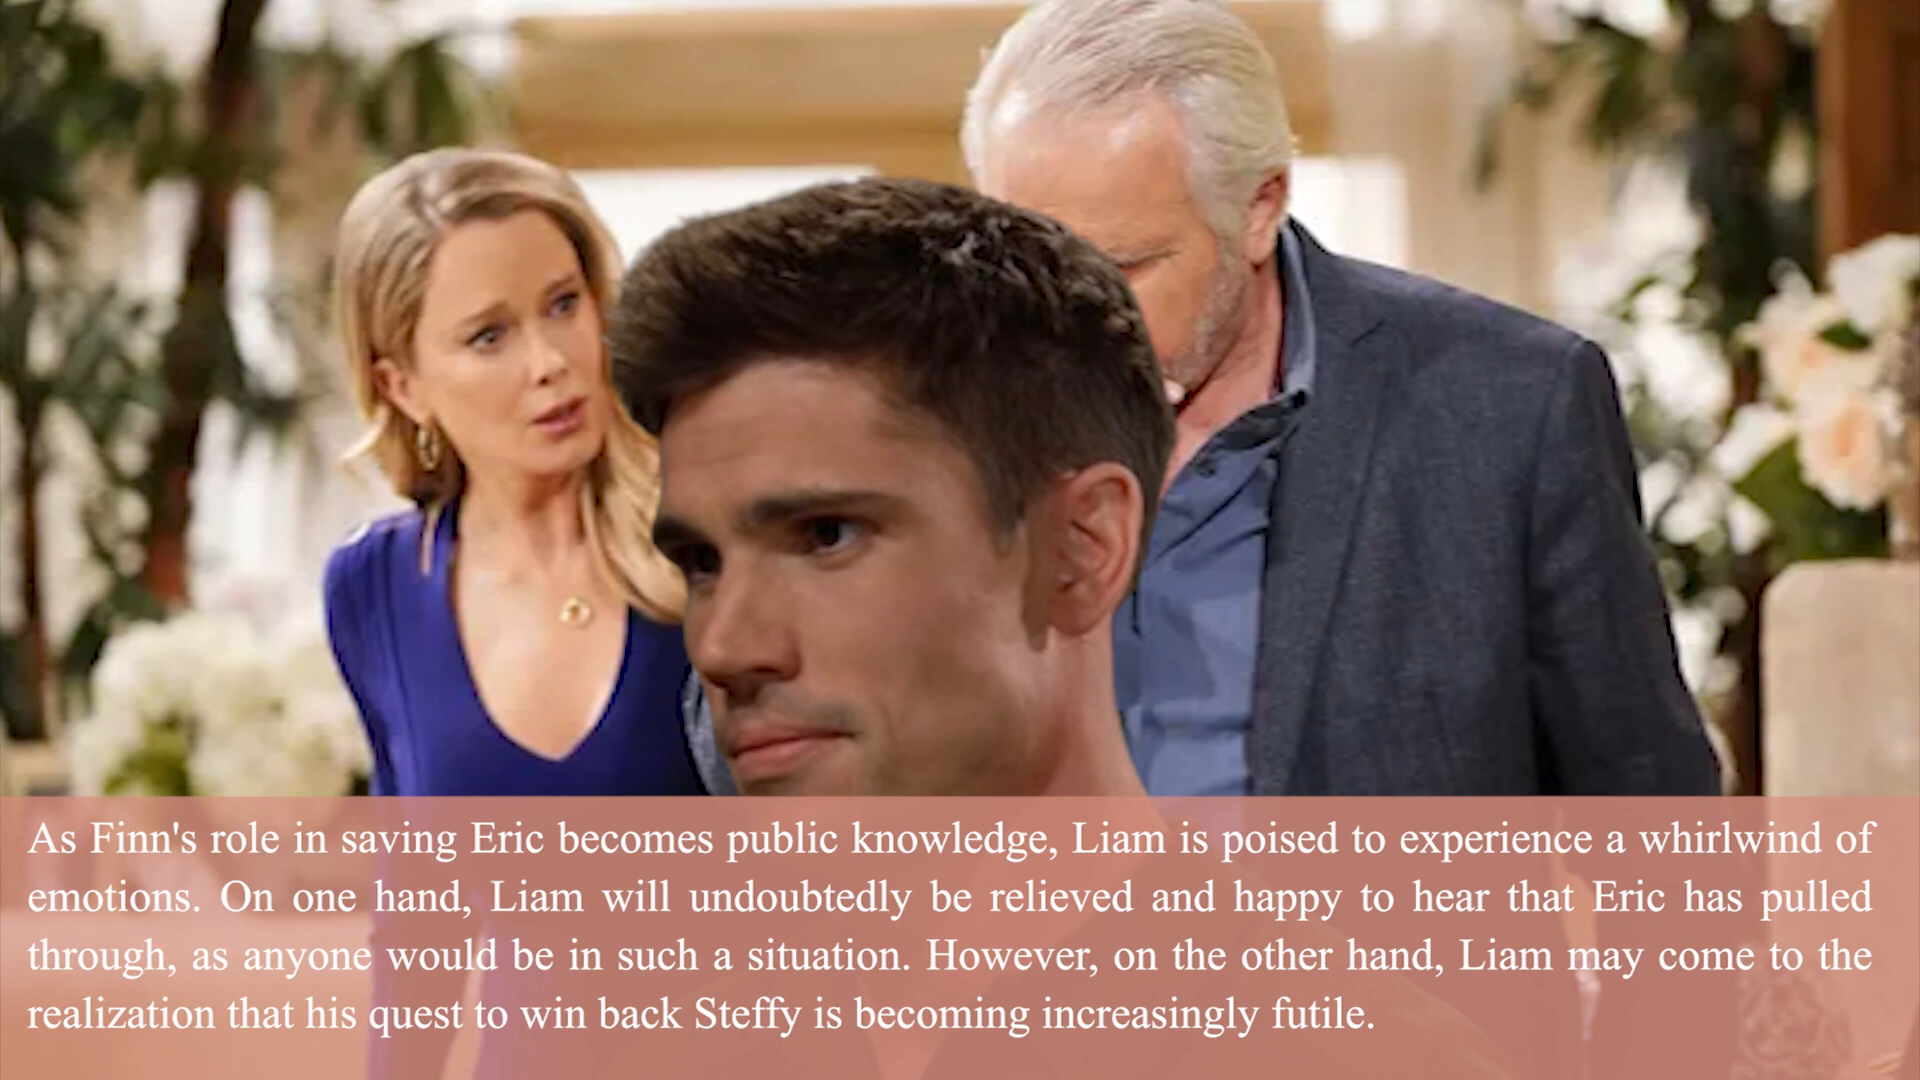 As Finn's role in saving Eric becomes public knowledge, Liam is poised to experience a whirlwind of
emotions. On one hand, Liam will undoubtedly be relieved and happy to hear that Eric has pulled
through, as anyone would be in such a situation. However, on the other hand, Liam may come to the
realization that his quest to win back Steffy is becoming increasingly futile.